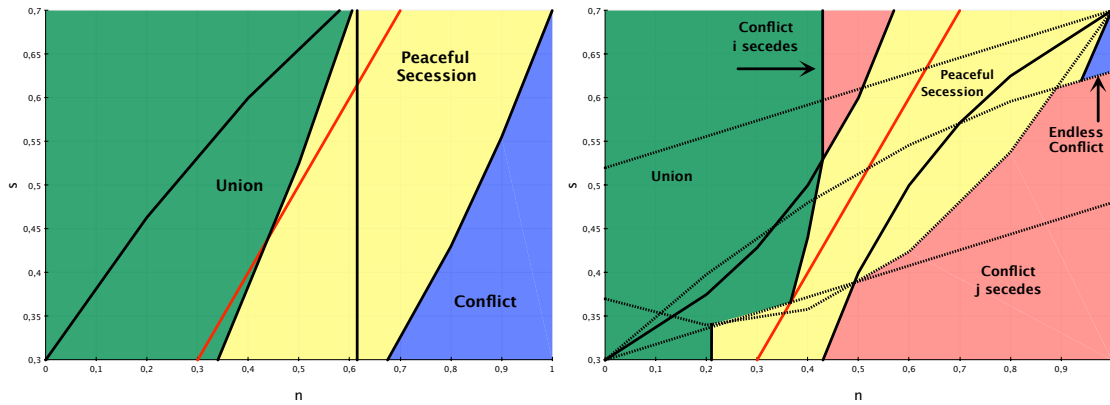 0,7
0,65
0,6
0,55
0,5
0,45
0,4
0,35
0,3
s
0
0,1
0,2
0,3
0,4
0,5
0,6
0,7
0,8
0,9
1
n
Union
Peaceful
Secession
Conflict
0,7
0,65
0,6
0,55
0,5
0,45
0,4
0,35
0,3
s
0
0,1
0,2
0,3
0,4
0,5
0,6
0,7
0,8
0,9
n
Conflict
i secedes
Union
Peaceful
Secession
Endless
Conflict
Conflict
j secedes